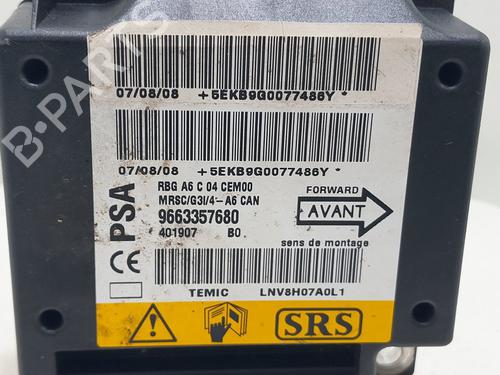 07/08/08 +5EKB9G0077486Y*
07/08/08 +5EKB9G0077486Y*
PSA
RBG A6 C 04 CEM00
MRSC/G3I/4-A6 CAN
9663357680
401907 B0
FORWARD
AVANT
sens de montage
CE
TEMIC LNV8H07A0L1
SRS
B-PARTS